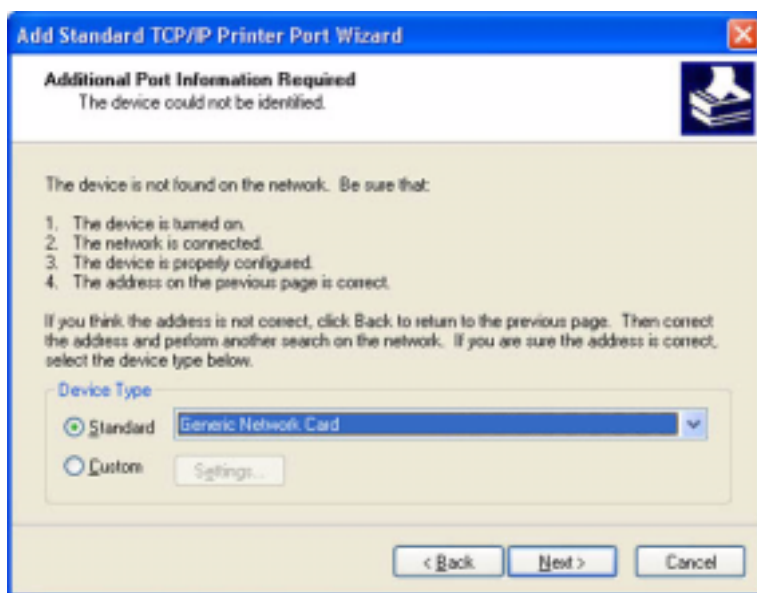 Add Standard TCP/IP Printer Port Wizard
Additional Port Information Required
The device could not be identified.
The device is not found on the network. Be sure that:
1. The device is turned on.
2. The network is connected.
3. The device is properly configured.
4. The address on the previous page is correct.
If you think the address is not correct, click Back to return to the previous page. Then correct
the address and perform another search on the network. If you are sure the address is correct,
select the device type below.
Device Type
Standard Generic Network Card
Custom Settings...
< Back Next > Cancel